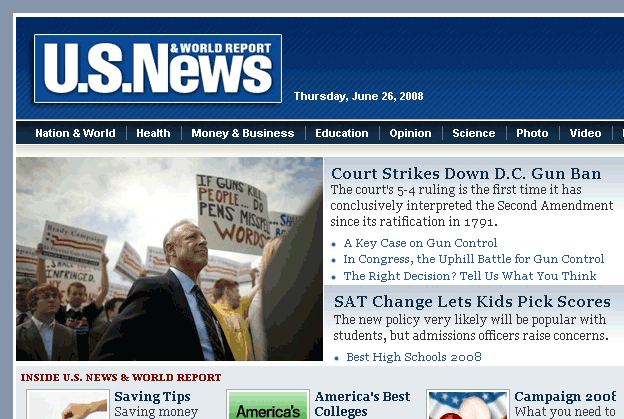 U.S.News
& WORLD REPORT
Thursday, June 26, 2008
Nation & World Health Money & Business Education Opinion Science Photo Video
IF GUNS KILL
PEOPLE... DO
PENS MISSPELL
WORDS
Brady Campaign
INFRINGED.
Court Strikes Down D.C. Gun Ban
The court's 5-4 ruling is the first time it has
conclusively interpreted the Second Amendment
since its ratification in 1791.
• A Key Case on Gun Control
• In Congress, the Uphill Battle for Gun Control
• The Right Decision? Tell Us What You Think
SAT Change Lets Kids Pick Scores
The new policy very likely will be popular with
students, but admissions officers raise concerns.
• Best High Schools 2008
INSIDE U.S. NEWS & WORLD REPORT
Saving Tips
Saving money
America's
America's Best
Colleges
Campaign 2008
What you need to